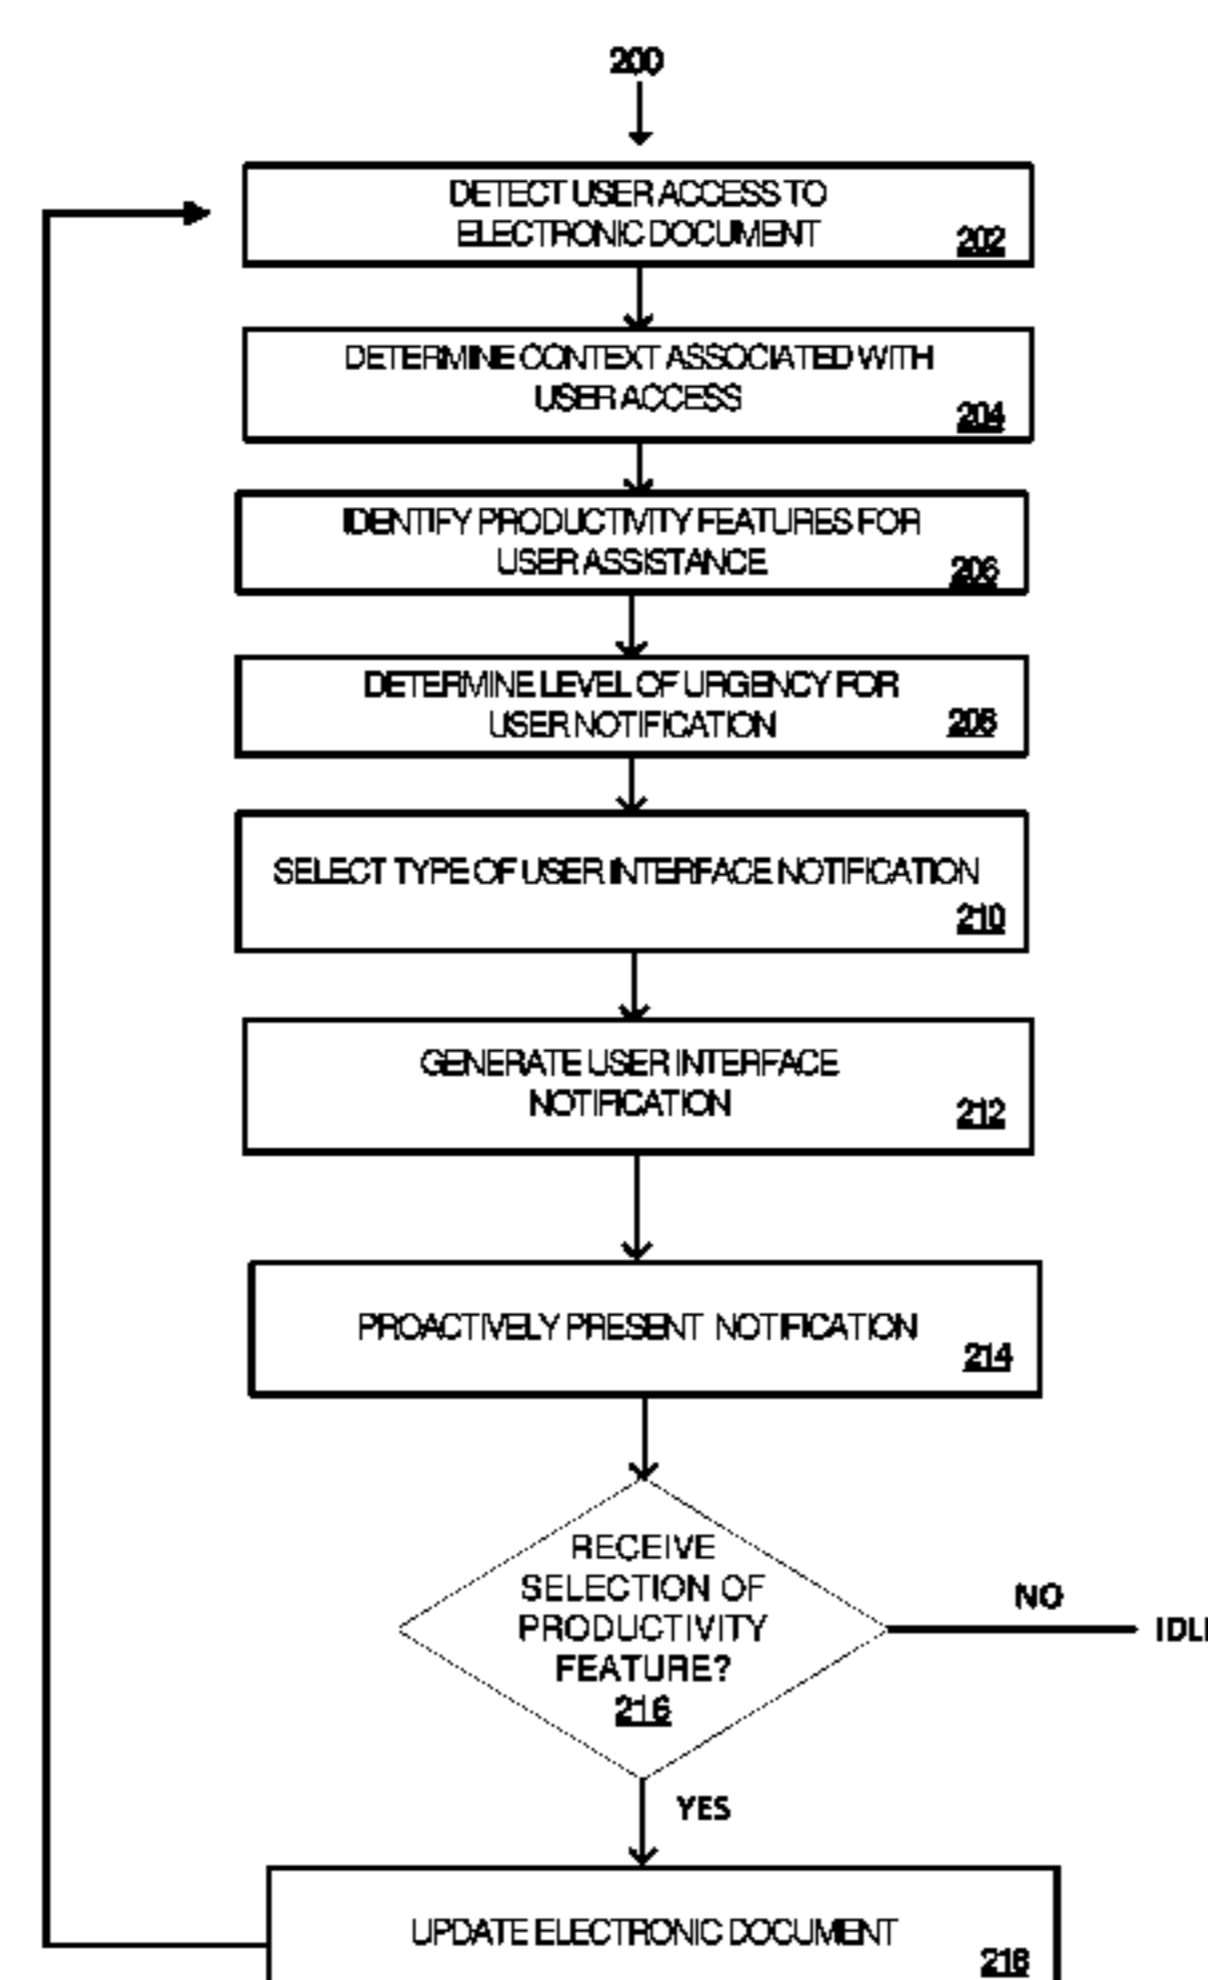 200
DETECT USER ACCESS TO
ELECTRONIC DOCUMENT
202
DETERMINE CONTEXT ASSOCIATED WITH
USER ACCESS
204
IDENTIFY PRODUCTIVITY FEATURES FOR
USER ASSISTANCE
206
DETERMINE LEVEL OF URGENCY FOR
USER NOTIFICATION
208
SELECT TYPE OF USER INTERFACE NOTIFICATION
210
GENERATE USER INTERFACE
NOTIFICATION
212
PROACTIVELY PRESENT NOTIFICATION
214
RECEIVE
SELECTION OF
PRODUCTIVITY
FEATURE?
216
NO
YES
UPDATE ELECTRONIC DOCUMENT
218